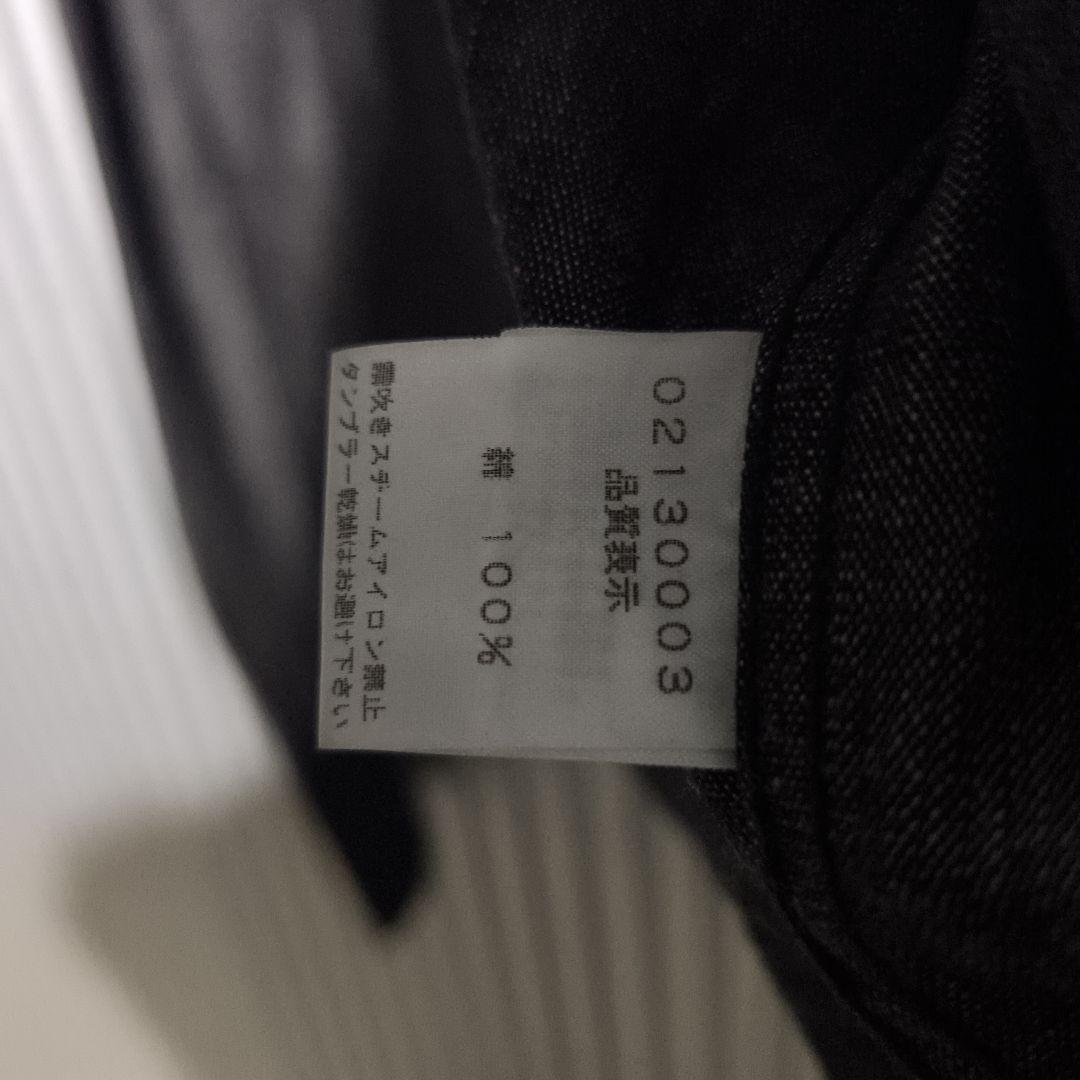 02130003
品質表示
綿 100%
霧吹きスチームアイロン禁止
タンブラー乾燥はお避け下さい